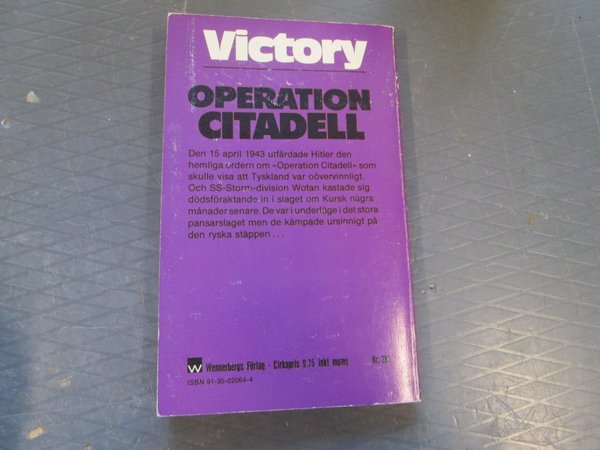 Victory
OPERATION
CITADELL
Den 15 april 1943 utfärdade Hitler den
hemliga ordern om »Operation Citadell» som
skulle visa att Tyskland var oövervinnligt.
Och SS-Storm-division Wotan kastade sig
dödsföraktande in i slaget om Kursk några
månader senare. De var i underläge i det stora
pansarslaget men de kämpade ursinnigt på
den ryska stäppen . . .
W Wennerbergs Förlag · Cirkapris 5:75 inkl moms Nr.
ISBN 91-35-02064-4